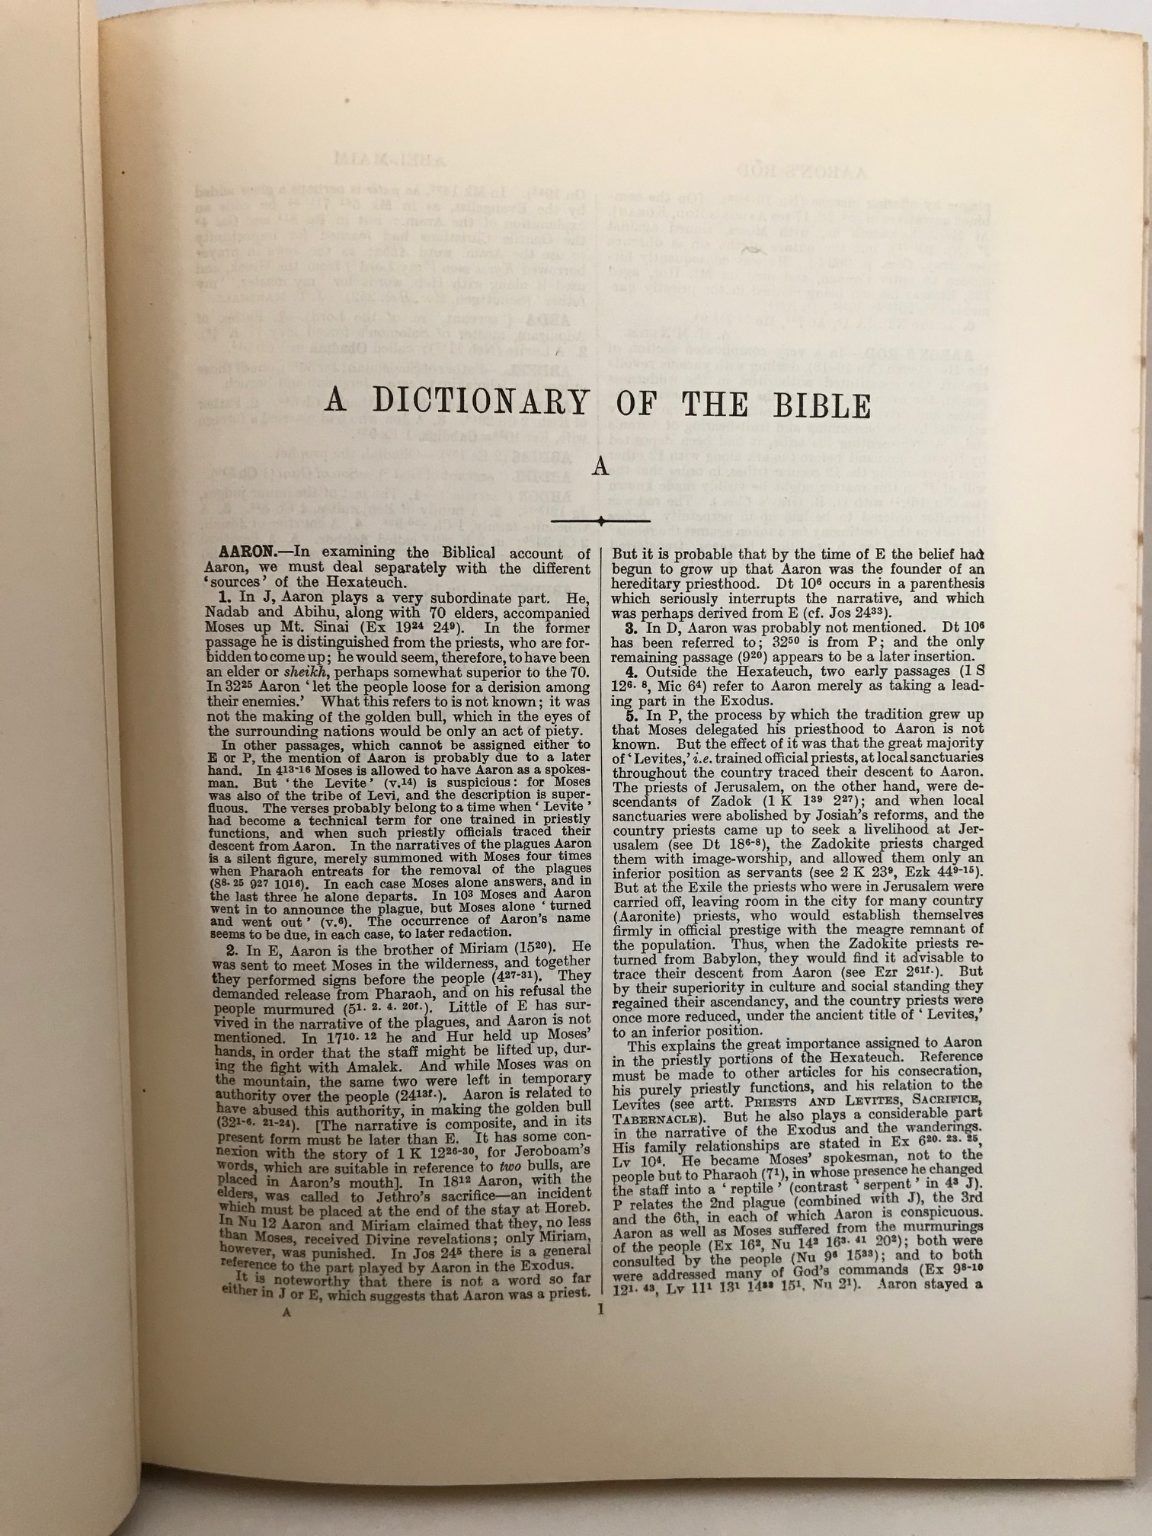 A DICTIONARY OF THE BIBLE
A
AARON.—In examining the Biblical account of
Aaron, we must deal separately with the different
'sources' of the Hexateuch.
1. In J, Aaron plays a very subordinate part. He,
Nadab and Abihu, along with 70 elders, accompanied
Moses up Mt. Sinai (Ex 19²⁴ 24⁹). In the former
passage he is distinguished from the priests, who are for-
bidden to come up; he would seem, therefore, to have been
an elder or sheikh, perhaps somewhat superior to the 70.
In 32²⁵ Aaron 'let the people loose for a derision among
their enemies.' What this refers to is not known; it was
not the making of the golden bull, which in the eyes of
the surrounding nations would be only an act of piety.
In other passages, which cannot be assigned either to
E or P, the mention of Aaron is probably due to a later
hand. In 4¹³⁻¹⁶ Moses is allowed to have Aaron as a spokes-
man. But 'the Levite' (v.¹⁴) is suspicious: for Moses
was also of the tribe of Levi, and the description is super-
fluous. The verses probably belong to a time when 'Levite'
had become a technical term for one trained in priestly
functions, and when such priestly officials traced their
descent from Aaron. In the narratives of the plagues Aaron
is a silent figure, merely summoned with Moses four times
when Pharaoh entreats for the removal of the plagues
(8⁸· ²⁵ 9²⁷ 10¹⁶). In each case Moses alone answers, and in
the last three he alone departs. In 10³ Moses and Aaron
went in to announce the plague, but Moses alone 'turned
and went out' (v.⁶). The occurrence of Aaron's name
seems to be due, in each case, to later redaction.
2. In E, Aaron is the brother of Miriam (15²⁰). He
was sent to meet Moses in the wilderness, and together
they performed signs before the people (4²⁷⁻³¹). They
demanded release from Pharaoh, and on his refusal the
people murmured (5¹· ²· ⁴· ²⁰ᶠ·). Little of E has sur-
vived in the narrative of the plagues, and Aaron is not
mentioned. In 17¹⁰· ¹² he and Hur held up Moses'
hands, in order that the staff might be lifted up, dur-
ing the fight with Amalek. And while Moses was on
the mountain, the same two were left in temporary
authority over the people (24¹³ᶠ·). Aaron is related to
have abused this authority, in making the golden bull
(32¹⁻⁶· ²¹⁻²⁴). [The narrative is composite, and in its
present form must be later than E. It has some con-
nexion with the story of 1 K 12²⁶⁻³⁰, for Jeroboam's
words, which are suitable in reference to two bulls, are
placed in Aaron's mouth]. In 18¹² Aaron, with the
elders, was called to Jethro's sacrifice—an incident
which must be placed at the end of the stay at Horeb.
In Nu 12 Aaron and Miriam claimed that they, no less
than Moses, received Divine revelations; only Miriam,
however, was punished. In Jos 24⁵ there is a general
reference to the part played by Aaron in the Exodus.
It is noteworthy that there is not a word so far
either in J or E, which suggests that Aaron was a priest.
But it is probable that by the time of E the belief had
begun to grow up that Aaron was the founder of an
hereditary priesthood. Dt 10⁶ occurs in a parenthesis
which seriously interrupts the narrative, and which
was perhaps derived from E (cf. Jos 24³³).
3. In D, Aaron was probably not mentioned. Dt 10⁶
has been referred to; 32⁵⁰ is from P; and the only
remaining passage (9²⁰) appears to be a later insertion.
4. Outside the Hexateuch, two early passages (1 S
12⁶· ⁸, Mic 6⁴) refer to Aaron merely as taking a lead-
ing part in the Exodus.
5. In P, the process by which the tradition grew up
that Moses delegated his priesthood to Aaron is not
known. But the effect of it was that the great majority
of 'Levites,' i.e. trained official priests, at local sanctuaries
throughout the country traced their descent to Aaron.
The priests of Jerusalem, on the other hand, were de-
scendants of Zadok (1 K 1³⁹ 2²⁷); and when local
sanctuaries were abolished by Josiah's reforms, and the
country priests came up to seek a livelihood at Jer-
usalem (see Dt 18⁶⁻⁸), the Zadokite priests charged
them with image-worship, and allowed them only an
inferior position as servants (see 2 K 23⁹, Ezk 44⁹⁻¹⁵).
But at the Exile the priests who were in Jerusalem were
carried off, leaving room in the city for many country
(Aaronite) priests, who would establish themselves
firmly in official prestige with the meagre remnant of
the population. Thus, when the Zadokite priests re-
turned from Babylon, they would find it advisable to
trace their descent from Aaron (see Ezr 2⁶¹ᶠ·). But
by their superiority in culture and social standing they
regained their ascendancy, and the country priests were
once more reduced, under the ancient title of 'Levites,'
to an inferior position.
This explains the great importance assigned to Aaron
in the priestly portions of the Hexateuch. Reference
must be made to other articles for his consecration,
his purely priestly functions, and his relation to the
Levites (see artt. PRIESTS AND LEVITES, SACRIFICE,
TABERNACLE). But he also plays a considerable part
in the narrative of the Exodus and the wanderings.
His family relationships are stated in Ex 6²⁰· ²³· ²⁵,
Lv 10⁴. He became Moses' spokesman, not to the
people but to Pharaoh (7¹), in whose presence he changed
the staff into a 'reptile' (contrast 'serpent' in 4³ J).
P relates the 2nd plague (combined with J), the 3rd
and the 6th, in each of which Aaron is conspicuous.
Aaron as well as Moses suffered from the murmurings
of the people (Ex 16², Nu 14² 16³· ⁴¹ 20²); both were
consulted by the people (Nu 9⁶ 15³³); and to both
were addressed many of God's commands (Ex 9⁸⁻¹⁰
12¹· ⁴³, Lv 11¹ 13¹ 14³³ 15¹, Nu 2¹). Aaron stayed a
A
1